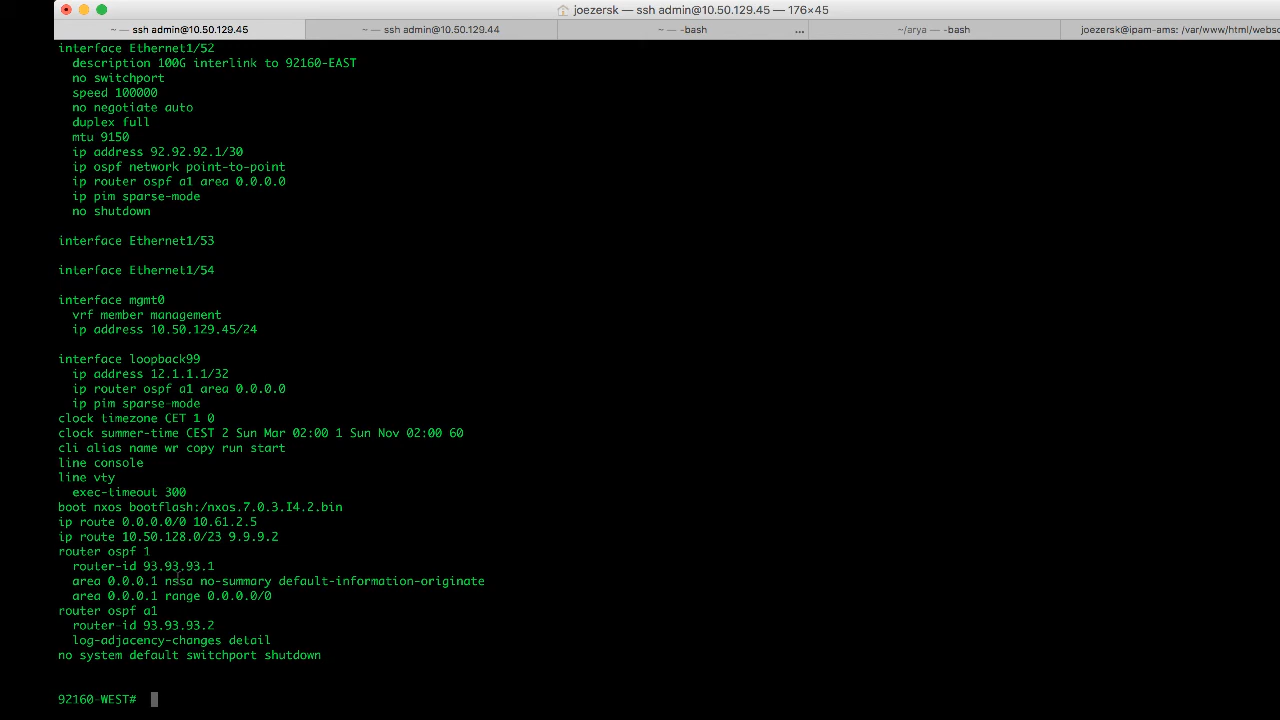 joezersk — ssh admin@10.50.129.45 — 176×45
~ — ssh admin@10.50.129.45
~ — ssh admin@10.50.129.44
~ — -bash
...
~/arya — -bash
joezersk@ipam-ams: /var/www/html/webso
interface Ethernet1/52
description 100G interlink to 92160-EAST
no switchport
speed 100000
no negotiate auto
duplex full
mtu 9150
ip address 92.92.92.1/30
ip ospf network point-to-point
ip router ospf a1 area 0.0.0.0
ip pim sparse-mode
no shutdown
interface Ethernet1/53
interface Ethernet1/54
interface mgmt0
vrf member management
ip address 10.50.129.45/24
interface loopback99
ip address 12.1.1.1/32
ip router ospf a1 area 0.0.0.0
ip pim sparse-mode
clock timezone CET 1 0
clock summer-time CEST 2 Sun Mar 02:00 1 Sun Nov 02:00 60
cli alias name wr copy run start
line console
line vty
exec-timeout 300
boot nxos bootflash:/nxos.7.0.3.I4.2.bin
ip route 0.0.0.0/0 10.61.2.5
ip route 10.50.128.0/23 9.9.9.2
router ospf 1
router-id 93.93.93.1
area 0.0.0.1 nssa no-summary default-information-originate
area 0.0.0.1 range 0.0.0.0/0
router ospf a1
router-id 93.93.93.2
log-adjacency-changes detail
no system default switchport shutdown
92160-WEST#